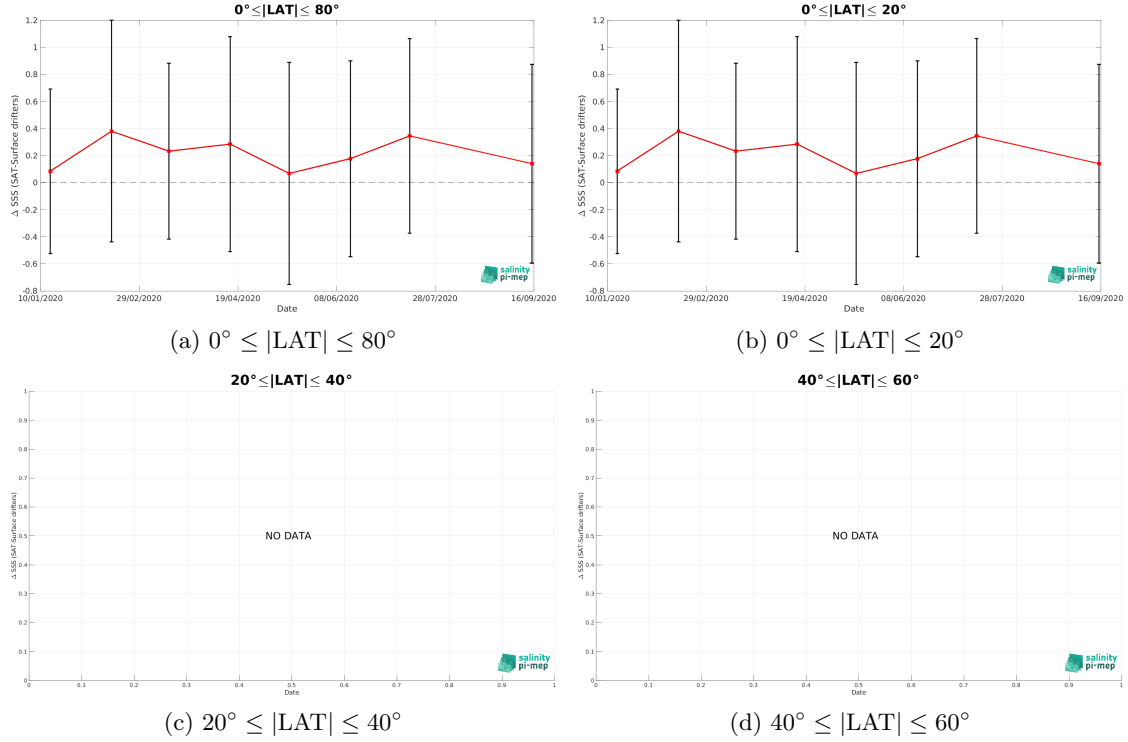 0°≤|LAT|≤ 80°
1.2
1
0.8
0.6
0.4
0.2
0
-0.2
-0.4
-0.6
-0.8
Δ SSS (SAT-Surface drifters)
10/01/2020 29/02/2020 19/04/2020 08/06/2020 28/07/2020 16/09/2020
Date
salinity
pi-mep
(a) 0° ≤ |LAT| ≤ 80°
0°≤|LAT|≤ 20°
1.2
1
0.8
0.6
0.4
0.2
0
-0.2
-0.4
-0.6
-0.8
Δ SSS (SAT-Surface drifters)
10/01/2020 29/02/2020 19/04/2020 08/06/2020 28/07/2020 16/09/2020
Date
salinity
pi-mep
(b) 0° ≤ |LAT| ≤ 20°
20°≤|LAT|≤ 40°
1
0.9
0.8
0.7
0.6
0.5
0.4
0.3
0.2
0.1
0
Δ SSS (SAT-Surface drifters)
NO DATA
0 0.1 0.2 0.3 0.4 0.5 0.6 0.7 0.8 0.9 1
Date
salinity
pi-mep
(c) 20° ≤ |LAT| ≤ 40°
40°≤|LAT|≤ 60°
1
0.9
0.8
0.7
0.6
0.5
0.4
0.3
0.2
0.1
0
Δ SSS (SAT-Surface drifters)
NO DATA
0 0.1 0.2 0.3 0.4 0.5 0.6 0.7 0.8 0.9 1
Date
salinity
pi-mep
(d) 40° ≤ |LAT| ≤ 60°